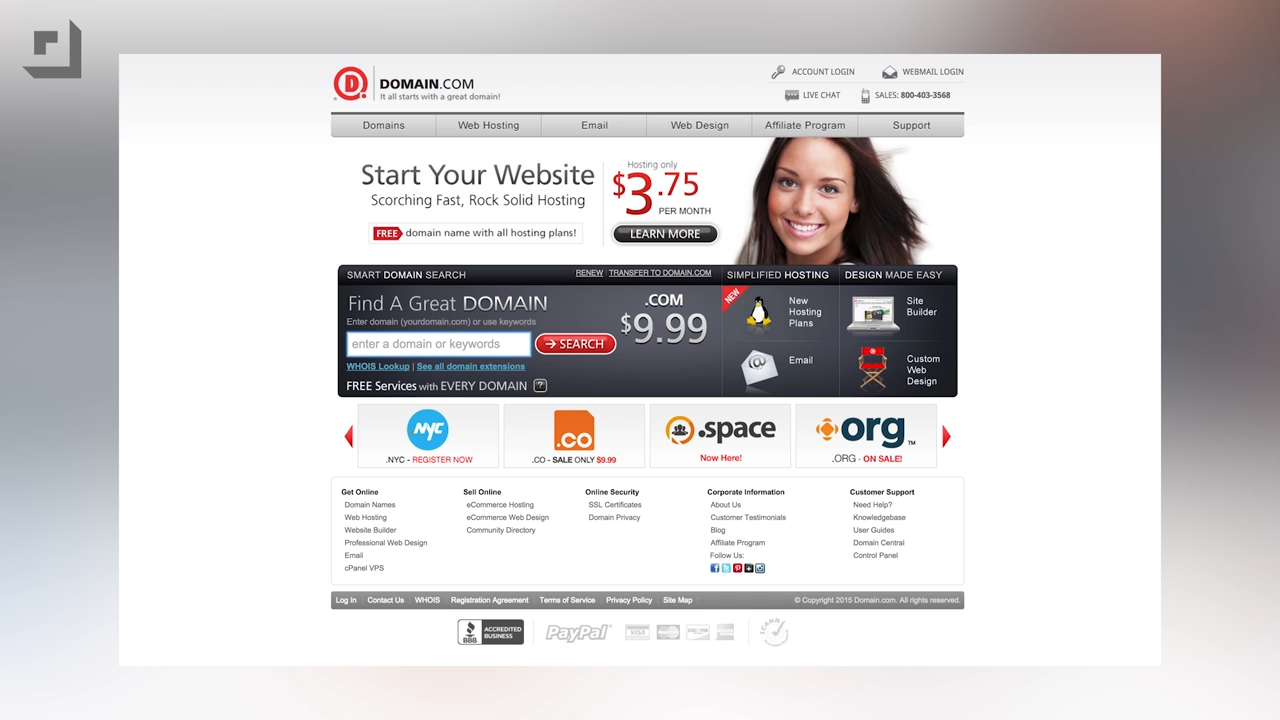 DOMAIN.COM
It all starts with a great domain!
ACCOUNT LOGIN
WEBMAIL LOGIN
LIVE CHAT
SALES: 800-403-3568
Domains
Web Hosting
Email
Web Design
Affiliate Program
Support
Start Your Website
Scorching Fast, Rock Solid Hosting
FREE domain name with all hosting plans!
Hosting only
$3.75
PER MONTH
LEARN MORE
SMART DOMAIN SEARCH
RENEW | TRANSFER TO DOMAIN.COM
Find A Great DOMAIN
Enter domain (yourdomain.com) or use keywords
enter a domain or keywords
SEARCH
WHOIS Lookup | See all domain extensions
FREE Services with EVERY DOMAIN ?
.COM
$9.99
SIMPLIFIED HOSTING
NEW
New
Hosting
Plans
Email
DESIGN MADE EASY
Site
Builder
Custom
Web
Design
NYC
.NYC - REGISTER NOW
.co
.CO - SALE ONLY $9.99
.space
Now Here!
org™
.ORG - ON SALE!
Get Online
Domain Names
Web Hosting
Website Builder
Professional Web Design
Email
cPanel VPS
Sell Online
eCommerce Hosting
eCommerce Web Design
Community Directory
Online Security
SSL Certificates
Domain Privacy
Corporate Information
About Us
Customer Testimonials
Blog
Affiliate Program
Follow Us:
Customer Support
Need Help?
Knowledgebase
User Guides
Domain Central
Control Panel
Log In | Contact Us | WHOIS | Registration Agreement | Terms of Service | Privacy Policy | Site Map
© Copyright 2015 Domain.com. All rights reserved.
BBB
ACCREDITED
BUSINESS
PayPal
VISA
ICANN